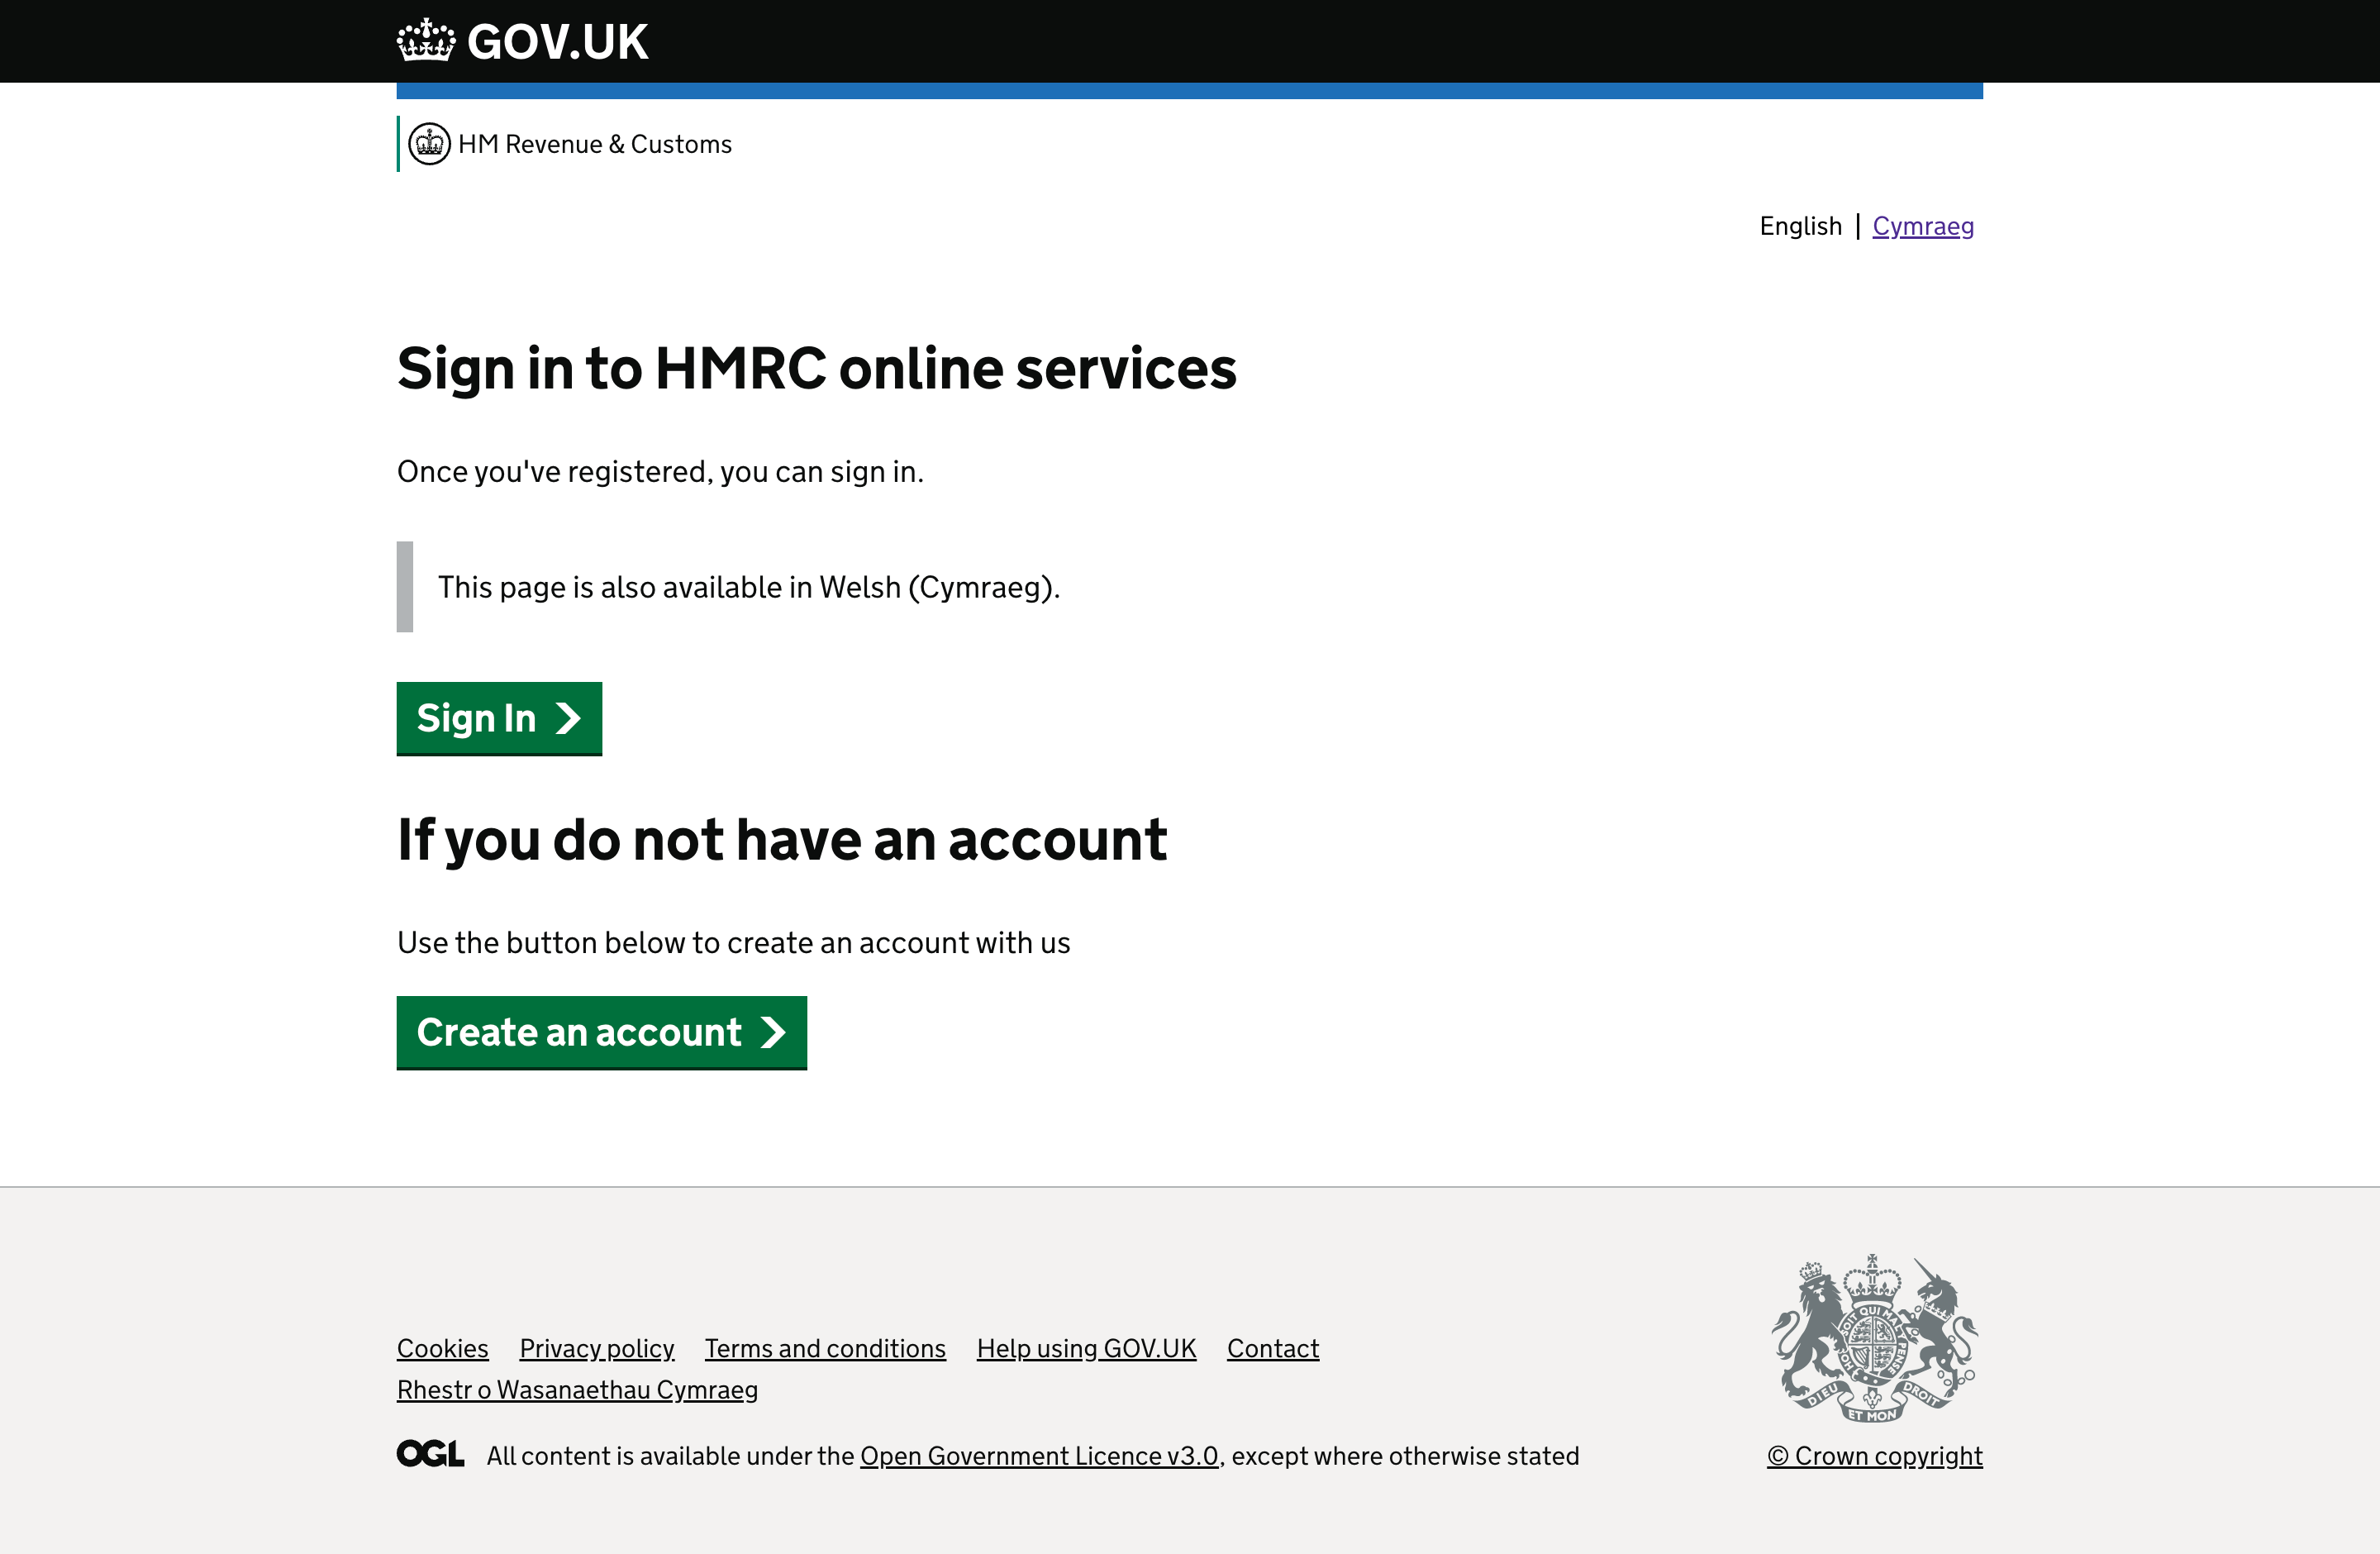 GOV.UK
HM Revenue & Customs
English | Cymraeg
Sign in to HMRC online services
Once you've registered, you can sign in.
This page is also available in Welsh (Cymraeg).
Sign In
If you do not have an account
Use the button below to create an account with us
Create an account
Cookies Privacy policy Terms and conditions Help using GOV.UK Contact
Rhestr o Wasanaethau Cymraeg
QUI MAL
PENSE
DIEU ET MON DROIT
OGL All content is available under the Open Government Licence v3.0, except where otherwise stated
© Crown copyright